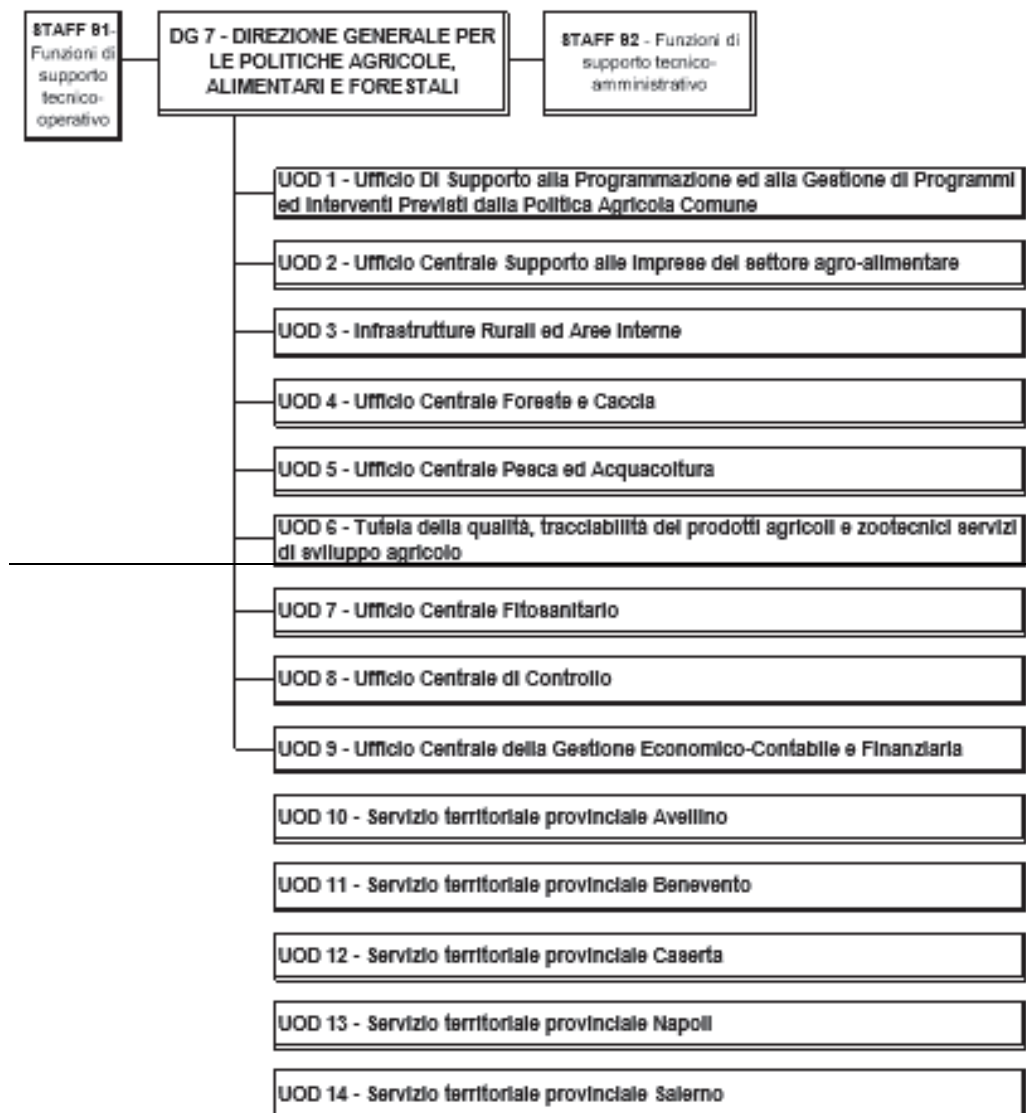 STAFF 91-
Funzioni di
supporto
tecnico-
operativo
DG 7 - DIREZIONE GENERALE PER
LE POLITICHE AGRICOLE,
ALIMENTARI E FORESTALI
STAFF 92 - Funzioni di
supporto tecnico-
amministrativo
UOD 1 - Ufficio Di Supporto alla Programmazione ed alla Gestione di Programmi
ed Interventi Previsti dalla Politica Agricola Comune
UOD 2 - Ufficio Centrale Supporto alle Imprese del settore agro-alimentare
UOD 3 - Infrastrutture Rurali ed Aree Interne
UOD 4 - Ufficio Centrale Foreste e Caccia
UOD 5 - Ufficio Centrale Pesca ed Acquacoltura
UOD 6 - Tutela della qualità, tracciabilità dei prodotti agricoli e zootecnici servizi
di sviluppo agricolo
UOD 7 - Ufficio Centrale Fitosanitario
UOD 8 - Ufficio Centrale di Controllo
UOD 9 - Ufficio Centrale della Gestione Economico-Contabile e Finanziaria
UOD 10 - Servizio territoriale provinciale Avellino
UOD 11 - Servizio territoriale provinciale Benevento
UOD 12 - Servizio territoriale provinciale Caserta
UOD 13 - Servizio territoriale provinciale Napoli
UOD 14 - Servizio territoriale provinciale Salerno